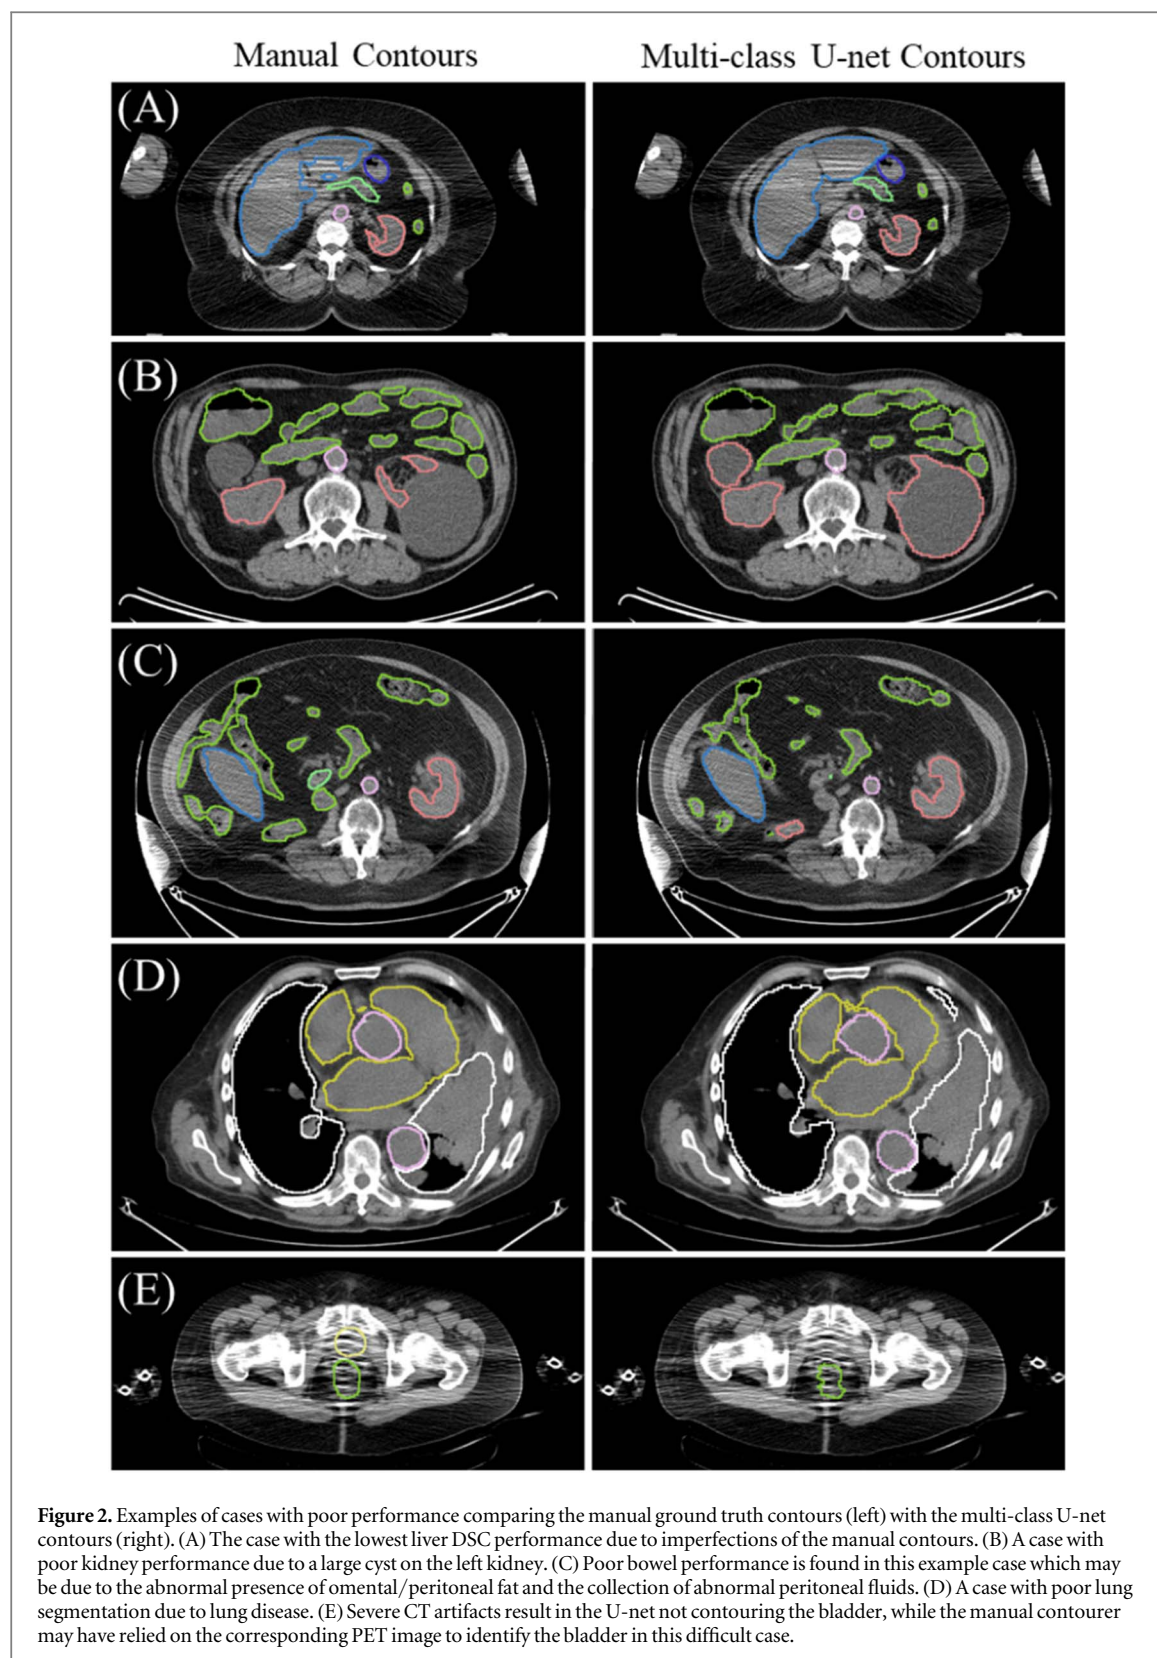 Manual Contours
Multi-class U-net Contours
(A)
(B)
(C)
(D)
(E)
Figure 2. Examples of cases with poor performance comparing the manual ground truth contours (left) with the multi-class U-net
contours (right). (A) The case with the lowest liver DSC performance due to imperfections of the manual contours. (B) A case with
poor kidney performance due to a large cyst on the left kidney. (C) Poor bowel performance is found in this example case which may
be due to the abnormal presence of omental/peritoneal fat and the collection of abnormal peritoneal fluids. (D) A case with poor lung
segmentation due to lung disease. (E) Severe CT artifacts result in the U-net not contouring the bladder, while the manual contourer
may have relied on the corresponding PET image to identify the bladder in this difficult case.